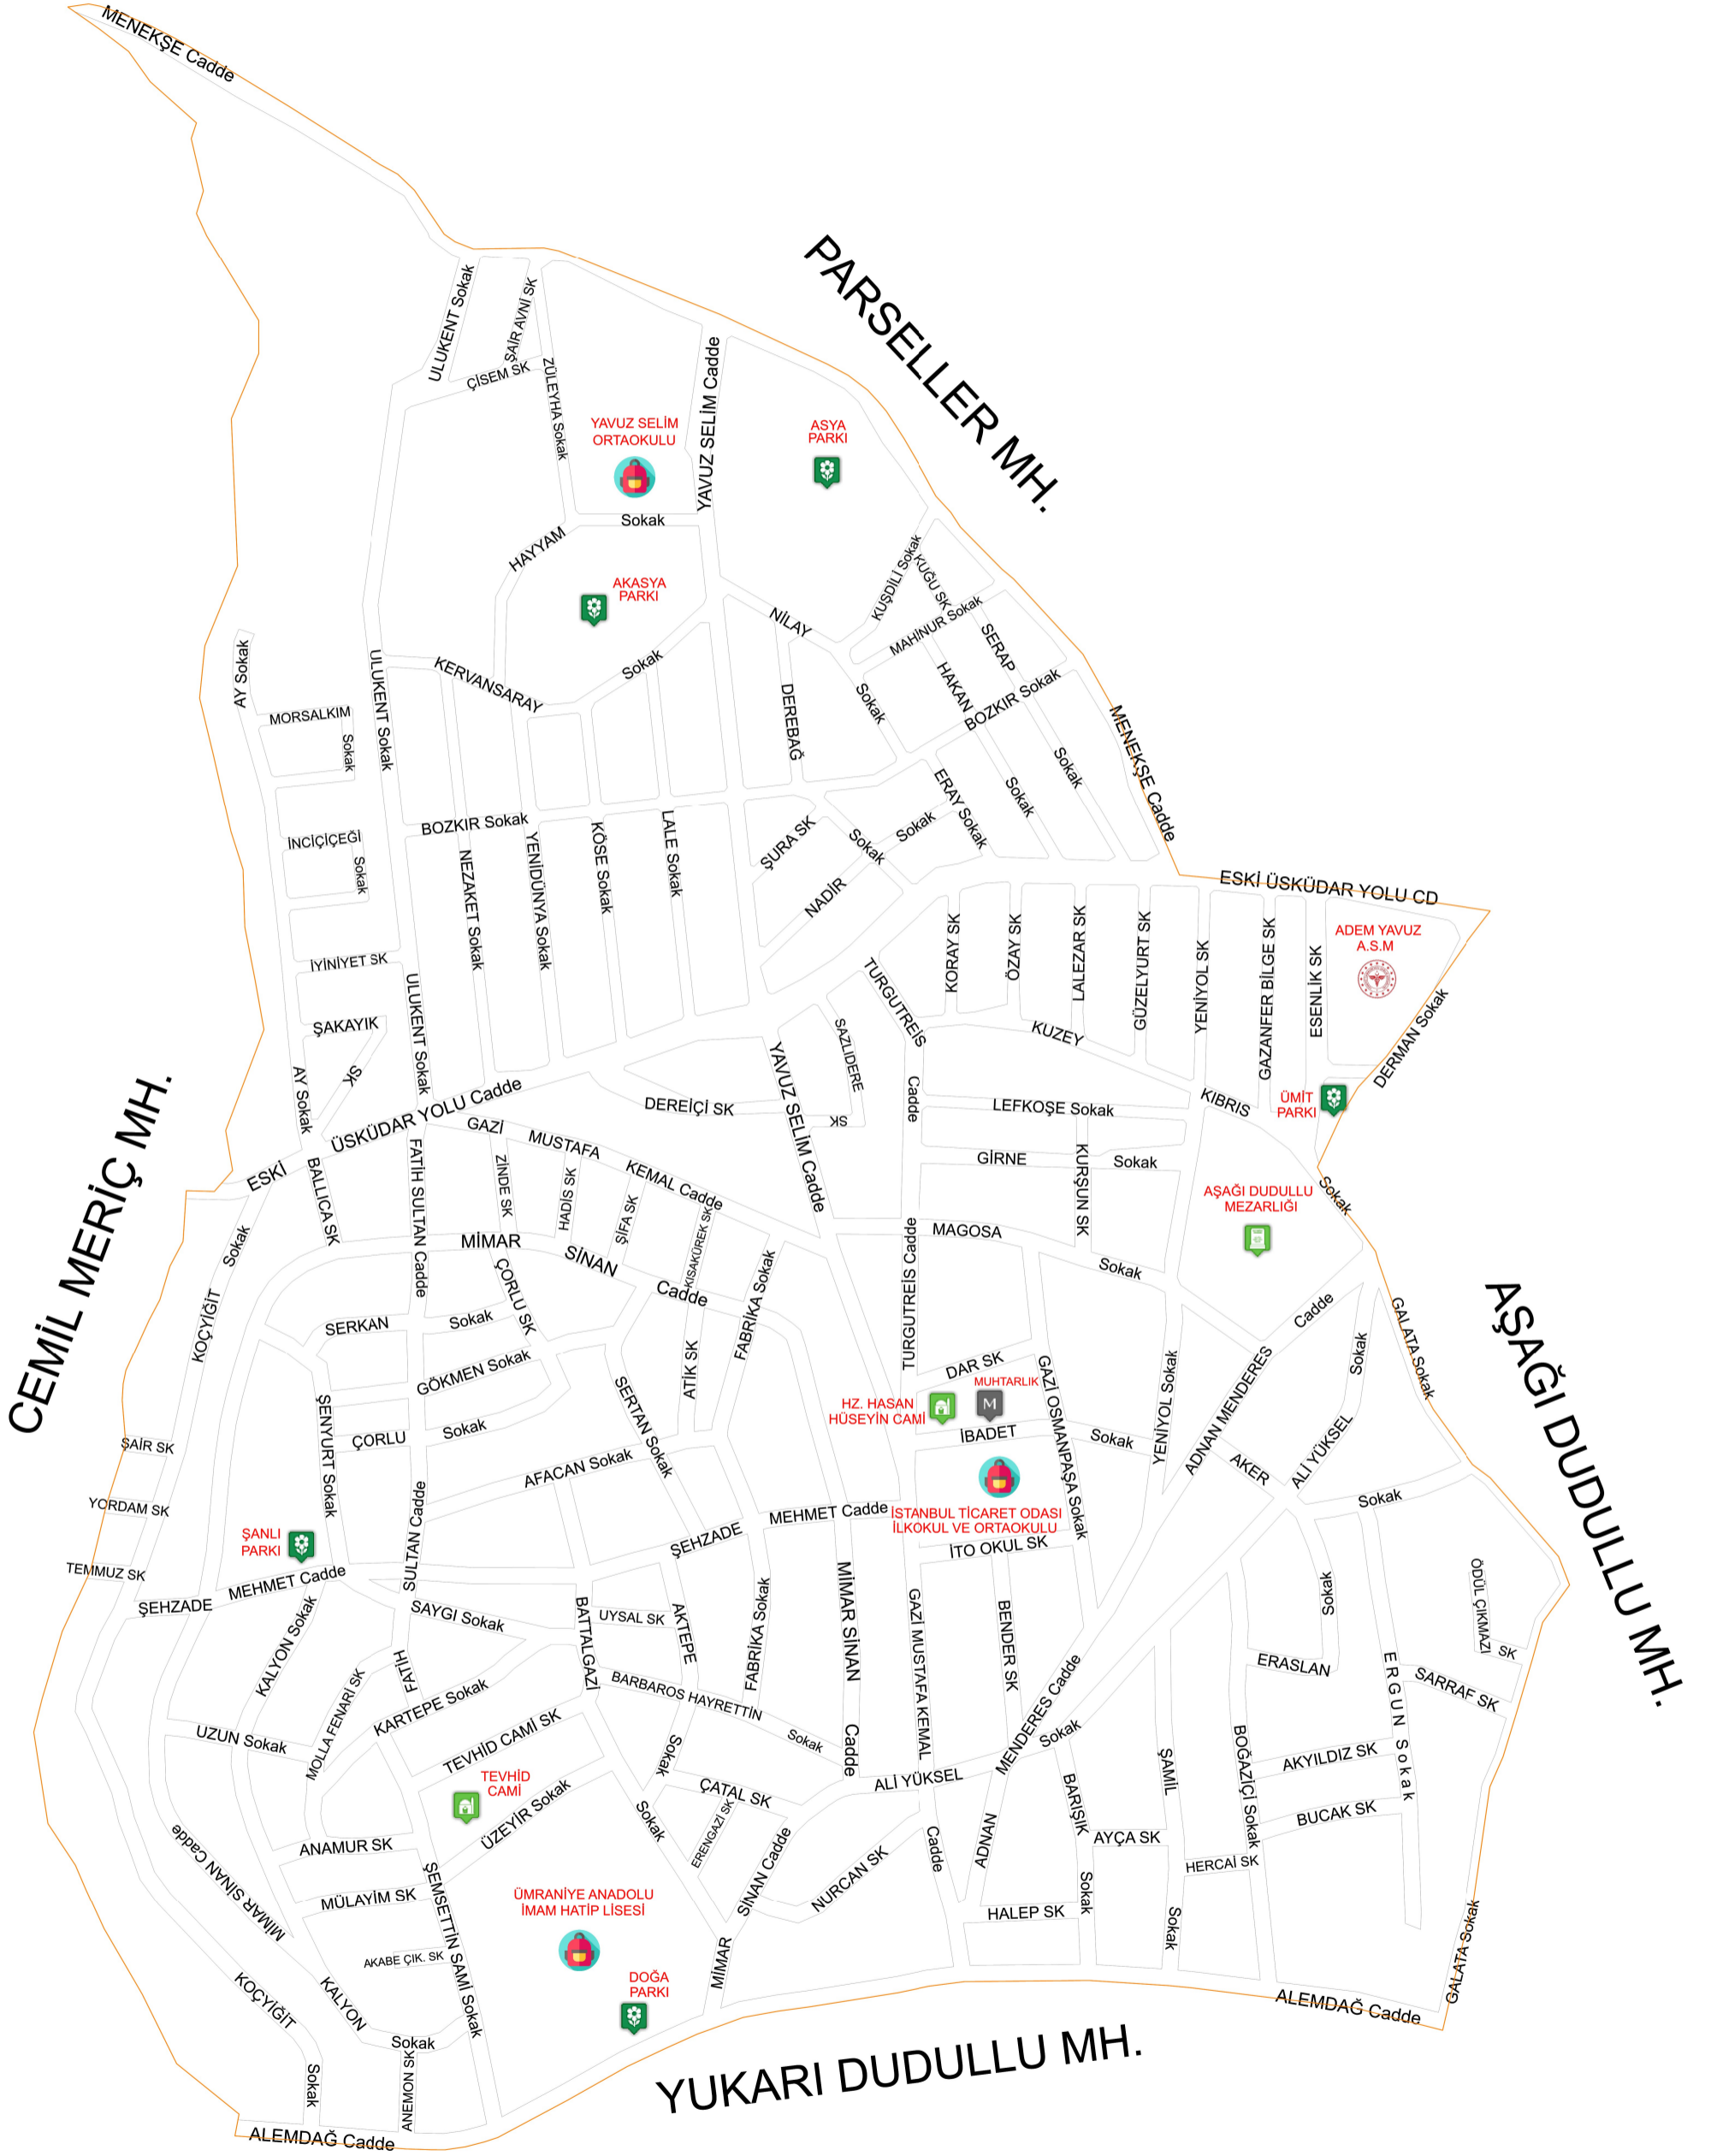 MENEKŞE Cadde
PARSELLER MH.
ULUKENT Sokak
ŞAİR AVNİ SK
ÇİSEM SK
ZÜLEYHA Sokak
YAVUZ SELİM Cadde
YAVUZ SELİM
ORTAOKULU
ASYA
PARKI
Sokak
HAYYAM
AKASYA
PARKI
KUŞDİLİ Sokak
KUĞU SK
MAHİNUR Sokak
NİLAY
SERAP
AY Sokak
ULUKENT Sokak
KERVANSARAY
Sokak
DEREBAĞ
Sokak
HAKAN
BOZKIR Sokak
MENEKŞE Cadde
MORSALKIM
Sokak
Sokak
Sokak
ERAY Sokak
İNCİÇİÇEĞİ
Sokak
BOZKIR Sokak
NEZAKET Sokak
YENİDÜNYA Sokak
KÖSE Sokak
LALE Sokak
ŞURA SK
Sokak
Sokak
NADİR
ESKİ ÜSKÜDAR YOLU CD
ADEM YAVUZ
A.S.M
İYİNİYET SK
ULUKENT Sokak
TURGUTREİS
KORAY SK
ÖZAY SK
LALEZAR SK
GÜZELYURT SK
YENİYOL SK
GAZANFER BİLGE SK
ESENLİK SK
DERMAN Sokak
ŞAKAYIK
SK
AY Sokak
SAZLIDERE
SK
KUZEY
Cadde
YAVUZ SELİM Cadde
DEREİÇİ SK
LEFKOŞE Sokak
KIBRIS
ÜMİT
PARKI
ESKİ
ÜSKÜDAR YOLU Cadde
GAZİ
MUSTAFA
KEMAL Cadde
CEMİL MERİÇ MH.
BALLICA SK
FATİH SULTAN Cadde
ZİNDE SK
HADİS SK
ŞİFA SK
KISAKÜREK SK
GİRNE
Sokak
KURŞUN SK
AŞAĞI DUDULLU
MEZARLIĞI
Sokak
Sokak
KOÇYİĞİT
MİMAR
SİNAN
Cadde
ÇORLU SK
FABRİKA Sokak
TURGUTREİS Cadde
MAGOSA
Sokak
AŞAĞI DUDULLU MH.
GALATA Sokak
SERKAN
Sokak
GÖKMEN Sokak
ATİK SK
DAR SK
GAZİ OSMANPAŞA Sokak
YENİYOL Sokak
ADNAN MENDERES
Cadde
Sokak
ALİ YÜKSEL
MUHTARLIK
M
HZ. HASAN
HÜSEYİN CAMİ
ŞENYURT Sokak
ÇORLU
Sokak
SERTAN Sokak
İBADET
Sokak
AKER
Sokak
ŞAİR SK
AFACAN Sokak
YORDAM SK
ŞANLI
PARKI
SULTAN Cadde
ŞEHZADE
MEHMET Cadde
İSTANBUL TİCARET ODASI
İLKOKUL VE ORTAOKULU
İTO OKUL SK
TEMMUZ SK
ŞEHZADE
MEHMET Cadde
KALYON Sokak
SAYGI Sokak
BATTALGAZİ
UYSAL SK
AKTEPE
FABRİKA Sokak
MİMAR SİNAN
Cadde
GAZİ MUSTAFA KEMAL
BENDER SK
Sokak
ÖDÜL ÇIKMAZI
SK
ERASLAN
ERGUN Sokak
SARRAF SK
FATİH
MOLLA FENARİ SK
KARTEPE Sokak
UZUN Sokak
BARBAROS HAYRETTİN
Sokak
Sokak
MENDERES Cadde
Sokak
TEVHİD CAMİ SK
TEVHİD
CAMİ
ÜZEYİR Sokak
ÇATAL SK
ALİ YÜKSEL
BARIŞIK
ŞAMİL
BOĞAZİÇİ Sokak
AKYILDIZ SK
BUCAK SK
Sokak
ERENGAZİ SK
SİNAN Cadde
NURCAN SK
Cadde
ADNAN
AYÇA SK
HERCAİ SK
ANAMUR SK
MİMAR SİNAN Cadde
MÜLAYİM SK
ŞEMSETTİN SAMİ Sokak
ÜMRANİYE ANADOLU
İMAM HATİP LİSESİ
HALEP SK
Sokak
Sokak
AKABE ÇIK. SK
MİMAR
DOĞA
PARKI
KOÇYİĞİT
KALYON
Sokak
Sokak
ANEMON SK
ALEMDAĞ Cadde
GALATA Sokak
YUKARI DUDULLU MH.
ALEMDAĞ Cadde